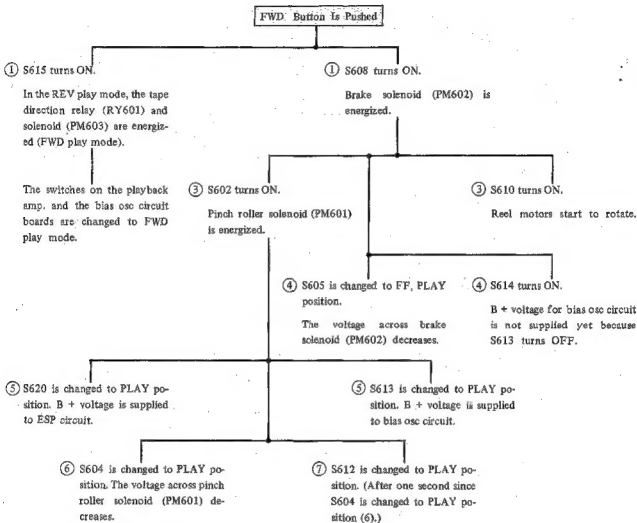 FWD Button Is Pushed
① S615 turns ON.
In the REV play mode, the tape
direction relay (RY601) and
solenoid (PM603) are energiz-
ed (FWD play mode).
The switches on the playback
amp. and the bias osc circuit
boards are changed to FWD
play mode.
① S608 turns ON.
Brake solenoid (PM602) is
energized.
③ S602 turns ON.
Pinch roller solenoid (PM601)
is energized.
③ S610 turns ON.
Reel motors start to rotate.
④ S605 is changed to FF, PLAY
position.
The voltage across brake
solenoid (PM602) decreases.
④ S614 turns ON.
B + voltage for bias osc circuit
is not supplied yet because
S613 turns OFF.
⑤ S620 is changed to PLAY po-
sition. B + voltage is supplied
to ESP circuit.
⑤ S613 is changed to PLAY po-
sition. B + voltage is supplied
to bias osc circuit.
⑥ S604 is changed to PLAY po-
sition. The voltage across pinch
roller solenoid (PM601) de-
creases.
⑦ S612 is changed to PLAY po-
sition. (After one second since
S604 is changed to PLAY po-
sition (6).)